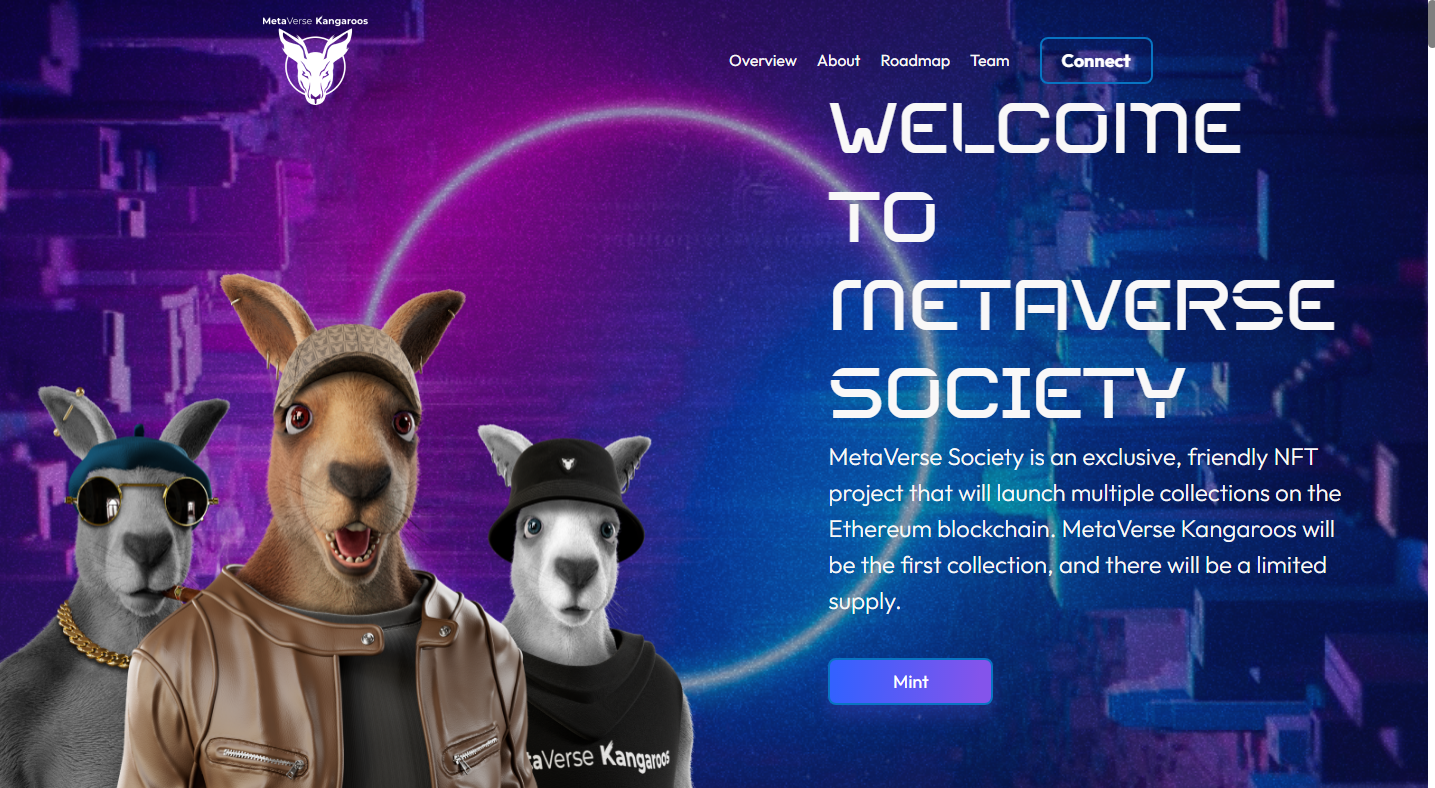 MetaVerse Kangaroos
Overview About Roadmap Team Connect
WELCOME
TO
METAVERSE
SOCIETY
MetaVerse Society is an exclusive, friendly NFT
project that will launch multiple collections on the
Ethereum blockchain. MetaVerse Kangaroos will
be the first collection, and there will be a limited
supply.
Mint
taVerse Kangaroos